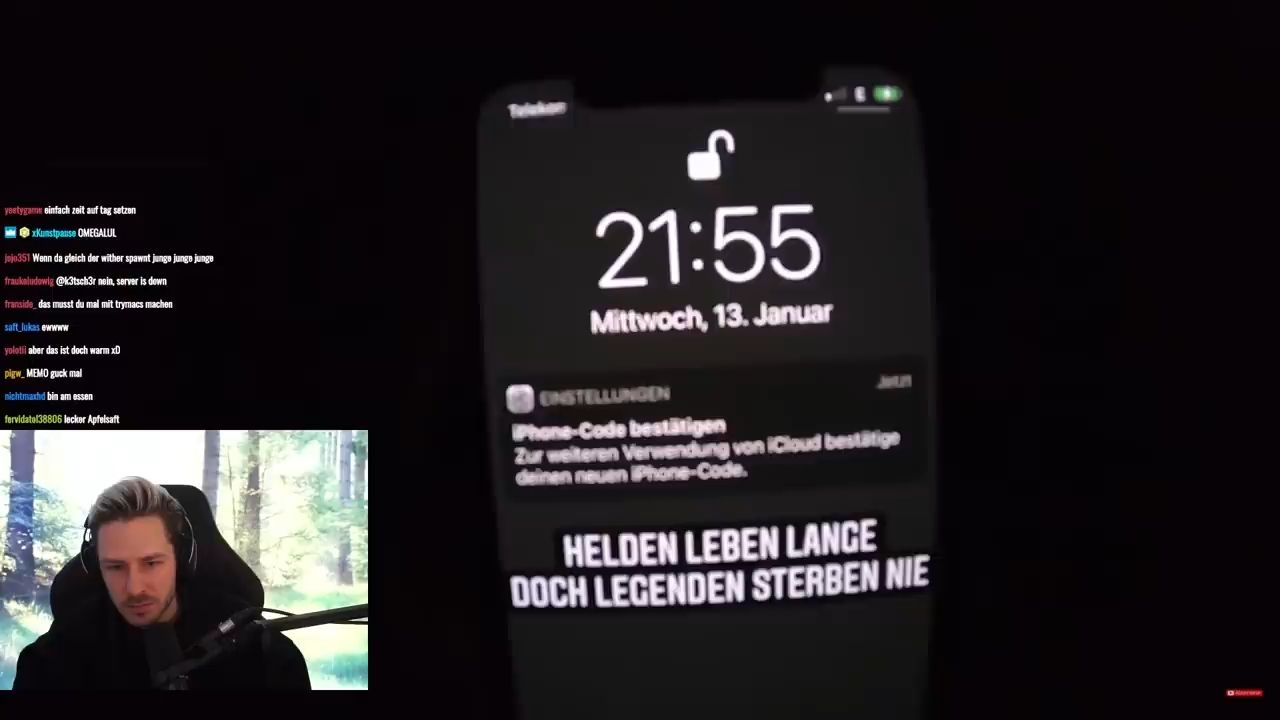 yeetygame einfach zeit auf tag setzen
xKunstpause OMEGALUL
jojo351 Wenn da gleich der wither spawnt junge junge junge
fraukeludowig @k3tsch3r nein, server is down
franside_ das musst du mal mit trymacs machen
saft_lukas ewwww
yolotii aber das ist doch warm xD
pigw_ MEMO guck mal
nichtmaxhd bin am essen
fervidatel38806 lecker Apfelsaft
Telekom
E
21:55
Mittwoch, 13. Januar
EINSTELLUNGEN
Jetzt
iPhone-Code bestätigen
Zur weiteren Verwendung von iCloud bestätige
deinen neuen iPhone-Code.
HELDEN LEBEN LANGE
DOCH LEGENDEN STERBEN NIE